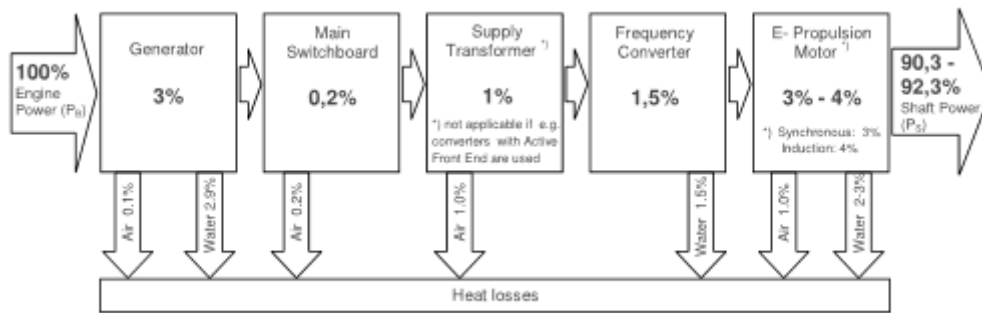 100%
Engine
Power (PB)
Generator
3%
Main
Switchboard
0,2%
Supply
Transformer *)
1%
*) not applicable if e.g.
converters with Active
Front End are used
Frequency
Converter
1,5%
E- Propulsion
Motor *)
3% - 4%
*) Synchronous: 3%
Induction: 4%
90,3 -
92,3%
Shaft Power
(PS)
Air 0.1%
Water 2.9%
Air 0.2%
Air 1.0%
Water 1.5%
Air 1.0%
Water 2-3%
Heat losses